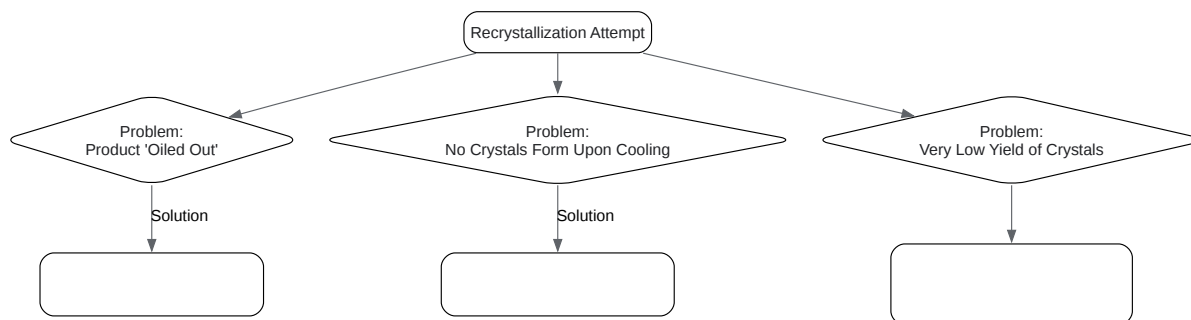 Recrystallization Attempt
Problem:
Product 'Oiled Out'
Problem:
No Crystals Form Upon Cooling
Problem:
Very Low Yield of Crystals
Solution
Solution